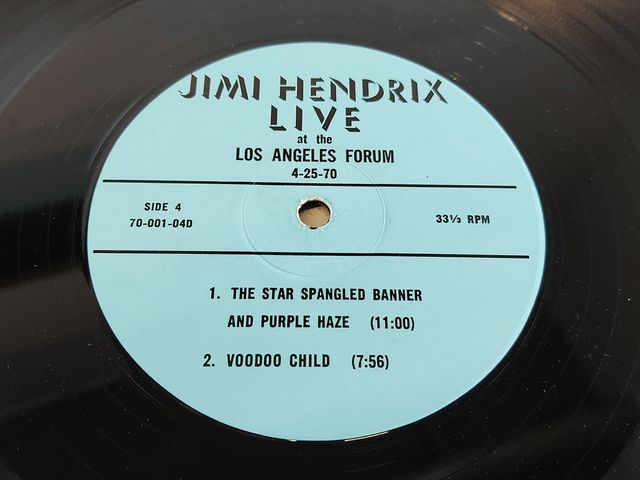 JIMI HENDRIX
LIVE
at the
LOS ANGELES FORUM
4-25-70
SIDE 4
70-001-04D
33⅓ RPM
1. THE STAR SPANGLED BANNER
AND PURPLE HAZE (11:00)
2. VOODOO CHILD (7:56)